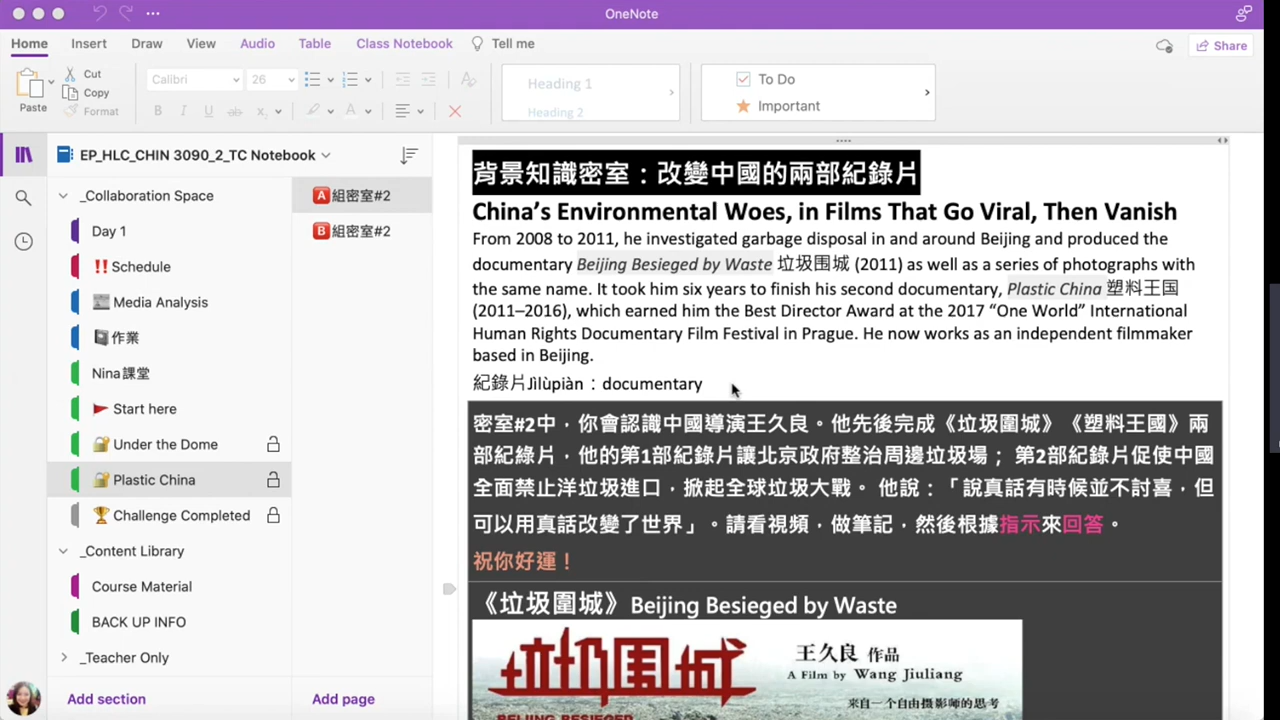 OneNote
Home
Insert
Draw
View
Audio
Table
Class Notebook
Tell me
Share
Paste
Cut
Copy
Format
Calibri
26
B
I
U
ab
x
A
Heading 1
Heading 2
To Do
Important
EP_HLC_CHIN 3090_2_TC Notebook
_Collaboration Space
Day 1
‼️Schedule
Media Analysis
作業
Nina課堂
Start here
Under the Dome
Plastic China
Challenge Completed
_Content Library
Course Material
BACK UP INFO
_Teacher Only
Add section
A組密室#2
B組密室#2
Add page
背景知識密室：改變中國的兩部紀錄片
China’s Environmental Woes, in Films That Go Viral, Then Vanish
From 2008 to 2011, he investigated garbage disposal in and around Beijing and produced the
documentary Beijing Besieged by Waste 垃圾围城 (2011) as well as a series of photographs with
the same name. It took him six years to finish his second documentary, Plastic China 塑料王国
(2011–2016), which earned him the Best Director Award at the 2017 “One World” International
Human Rights Documentary Film Festival in Prague. He now works as an independent filmmaker
based in Beijing.
紀錄片Jìlùpiàn：documentary
密室#2中，你會認識中國導演王久良。他先後完成《垃圾圍城》《塑料王國》兩
部紀綠片，他的第1部紀錄片讓北京政府整治周邊垃圾場； 第2部紀錄片促使中國
全面禁止洋垃圾進口，掀起全球垃圾大戰。 他說：「說真話有時候並不討喜，但
可以用真話改變了世界」。請看視頻，做筆記，然後根據指示來回答。
祝你好運！
《垃圾圍城》Beijing Besieged by Waste
垃圾围城
王久良 作品
A Film by Wang Jiuliang
来自一个自由摄影师的思考
BEIJING BESIEGED